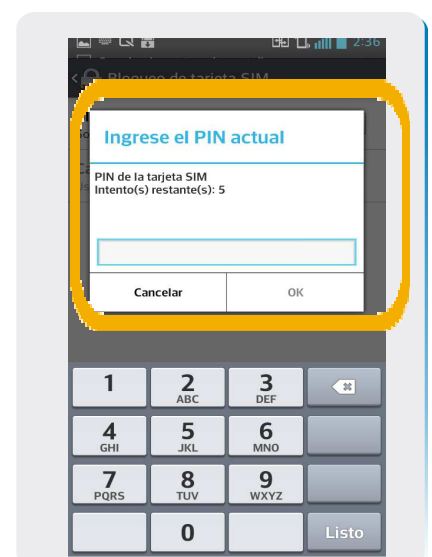 2:36
Bloqueo de tarjeta SIM
Ingrese el PIN actual
PIN de la tarjeta SIM
Intento(s) restante(s): 5
Cancelar
OK
1
2
ABC
3
DEF
4
GHI
5
JKL
6
MNO
7
PQRS
8
TUV
9
WXYZ
0
Listo